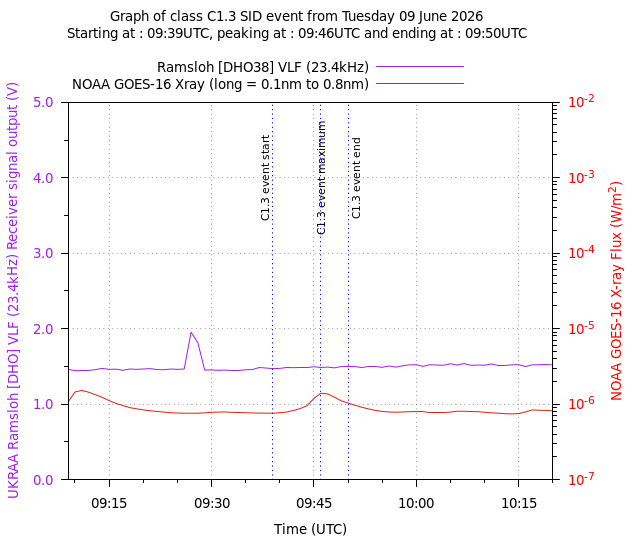 Graph of class C1.3 SID event from Tuesday 09 June 2026
Starting at : 09:39UTC, peaking at : 09:46UTC and ending at : 09:50UTC
Ramsloh [DHO38] VLF (23.4kHz)
NOAA GOES-16 Xray (long = 0.1nm to 0.8nm)
UKRAA Ramsloh [DHO] VLF (23.4kHz) Receiver signal output (V)
5.0
4.0
3.0
2.0
1.0
0.0
C1.3 event start
C1.3 event maximum
C1.3 event end
10^-2
10^-3
10^-4
10^-5
10^-6
10^-7
NOAA GOES-16 X-ray Flux (W/m²)
09:15
09:30
09:45
10:00
10:15
Time (UTC)